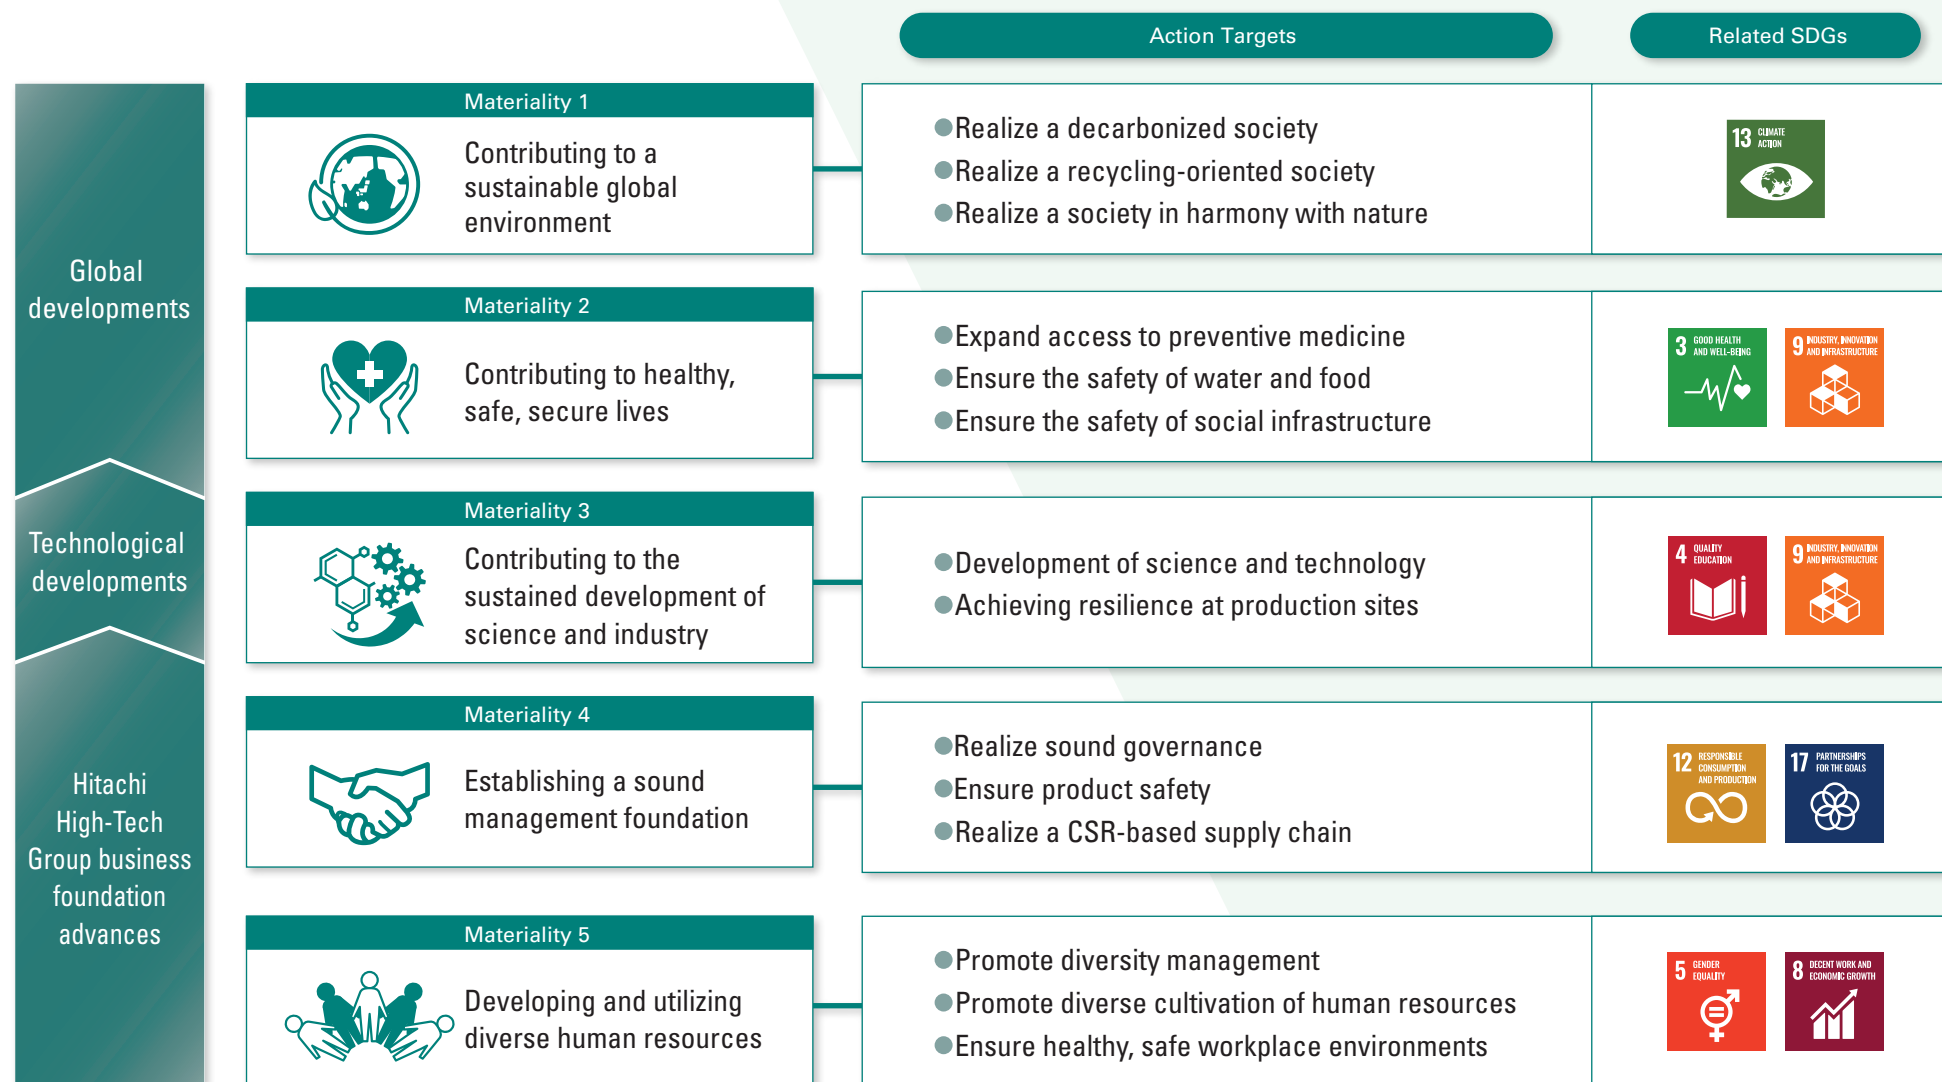 Action Targets
Related SDGs
Global
developments
Technological
developments
Hitachi
High-Tech
Group business
foundation
advances
Materiality 1
Contributing to a
sustainable global
environment
●Realize a decarbonized society
●Realize a recycling-oriented society
●Realize a society in harmony with nature
13 CLIMATE
ACTION
Materiality 2
Contributing to healthy,
safe, secure lives
●Expand access to preventive medicine
●Ensure the safety of water and food
●Ensure the safety of social infrastructure
3 GOOD HEALTH
AND WELL-BEING
9 INDUSTRY, INNOVATION
AND INFRASTRUCTURE
Materiality 3
Contributing to the
sustained development of
science and industry
●Development of science and technology
●Achieving resilience at production sites
4 QUALITY
EDUCATION
9 INDUSTRY, INNOVATION
AND INFRASTRUCTURE
Materiality 4
Establishing a sound
management foundation
●Realize sound governance
●Ensure product safety
●Realize a CSR-based supply chain
12 RESPONSIBLE
CONSUMPTION
AND PRODUCTION
17 PARTNERSHIPS
FOR THE GOALS
Materiality 5
Developing and utilizing
diverse human resources
●Promote diversity management
●Promote diverse cultivation of human resources
●Ensure healthy, safe workplace environments
5 GENDER
EQUALITY
8 DECENT WORK AND
ECONOMIC GROWTH